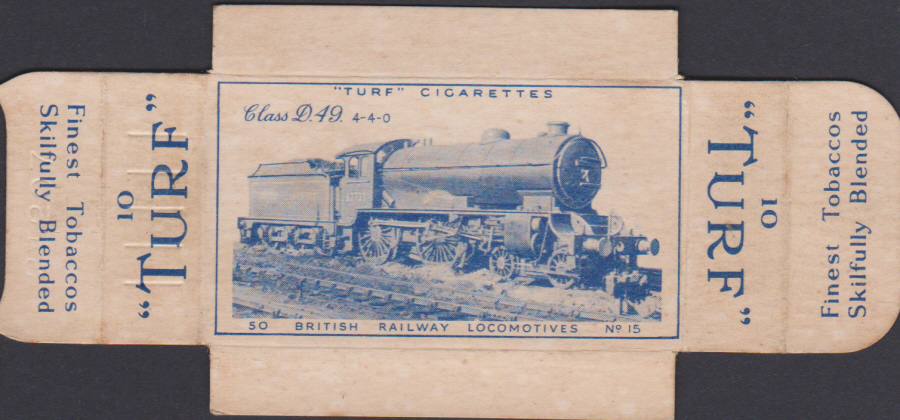 Finest Tobaccos
Skilfully Blended
10
"TURF"
"TURF" CIGARETTES
Class D.49. 4-4-0
50 BRITISH RAILWAY LOCOMOTIVES Nº 15
"TURF"
10
Finest Tobaccos
Skilfully Blended